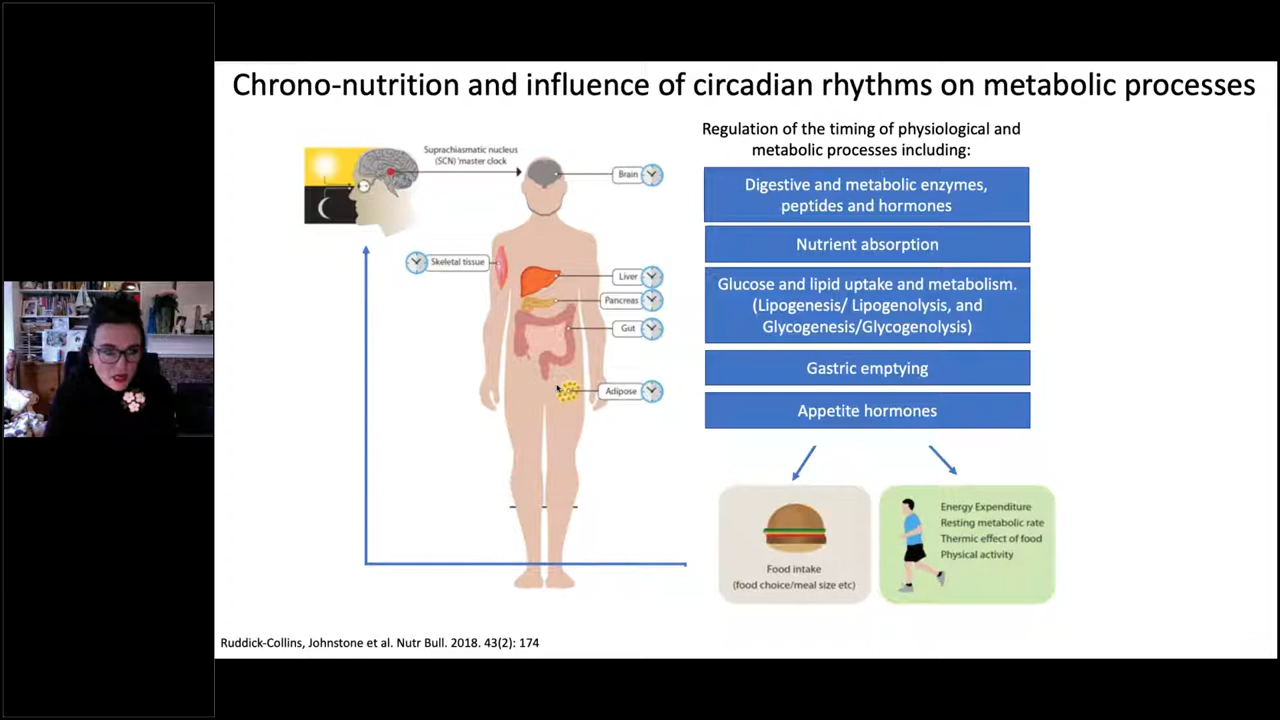 Chrono-nutrition and influence of circadian rhythms on metabolic processes
Suprachiasmatic nucleus
(SCN) 'master clock
Brain
Skeletal tissue
Liver
Pancreas
Gut
Adipose
Regulation of the timing of physiological and
metabolic processes including:
Digestive and metabolic enzymes,
peptides and hormones
Nutrient absorption
Glucose and lipid uptake and metabolism.
(Lipogenesis/ Lipogenolysis, and
Glycogenesis/Glycogenolysis)
Gastric emptying
Appetite hormones
Food intake
(food choice/meal size etc)
Energy Expenditure
Resting metabolic rate
Thermic effect of food
Physical activity
Ruddick-Collins, Johnstone et al. Nutr Bull. 2018. 43(2): 174